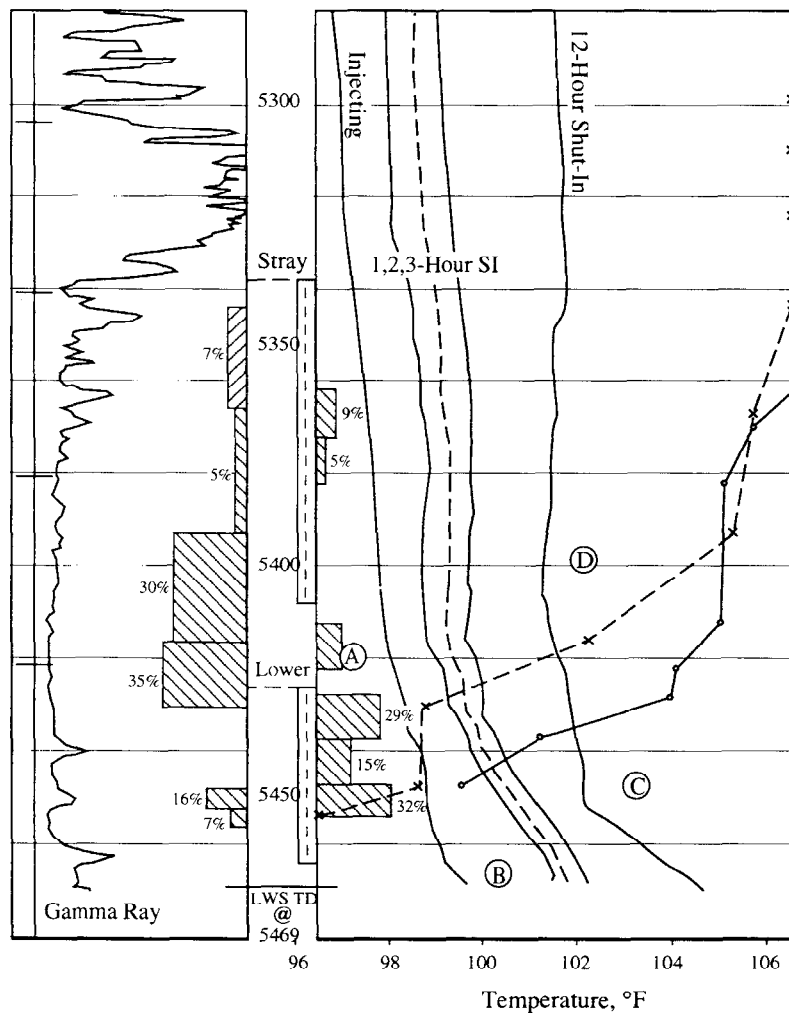 Injecting
12-Hour Shut-In
5300
Stray
1,2,3-Hour SI
5350
7%
9%
5%
5%
5400
D
30%
A
Lower
35%
29%
15%
5450
16%
32%
C
7%
B
LWS TD
Gamma Ray
@
5469
96
98
100
102
104
106
Temperature, °F